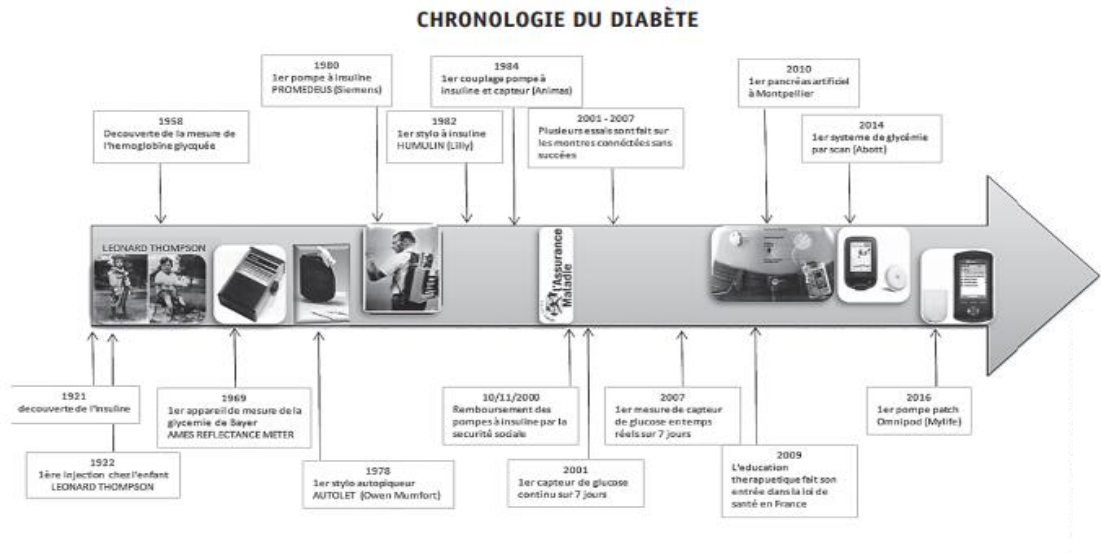 CHRONOLOGIE DU DIABÈTE
1980
1er pompe à insuline
PROMEDEUS (Siemens)
1984
1er couplage pompe à
insuline et capteur (Animas)
2010
1er pancréas artificiel
à Montpellier
1958
Decouverte de la mesure de
l'hemoglobine glyquée
1982
1er stylo à insuline
HUMULIN (Lilly)
2001 - 2007
Plusieurs essais sont fait sur
les montres connéctées sans
succées
2014
1er systeme de glycémie
par scan (Abott)
LEONARD THOMPSON
l'Assurance
Maladie
1921
decouverte de l'insuline
1969
1er appareil de mesure de la
glycemie de Bayer
AMES REFLECTANCE METER
10/11/2000
Remboursement des
pompes à insuline par la
securité sociale
2007
1er mesure de capteur
de glucose en temps
réels sur 7 jours
2016
1er pompe patch
Omnipod (Mylife)
1922
1ère injection chez l'enfant
LEONARD THOMPSON
1978
1er stylo autopiqueur
AUTOLET (Owen Mumfort)
2001
1er capteur de glucose
continu sur 7 jours
2009
L'education
therapuetique fait son
entrée dans la loi de
santé en France